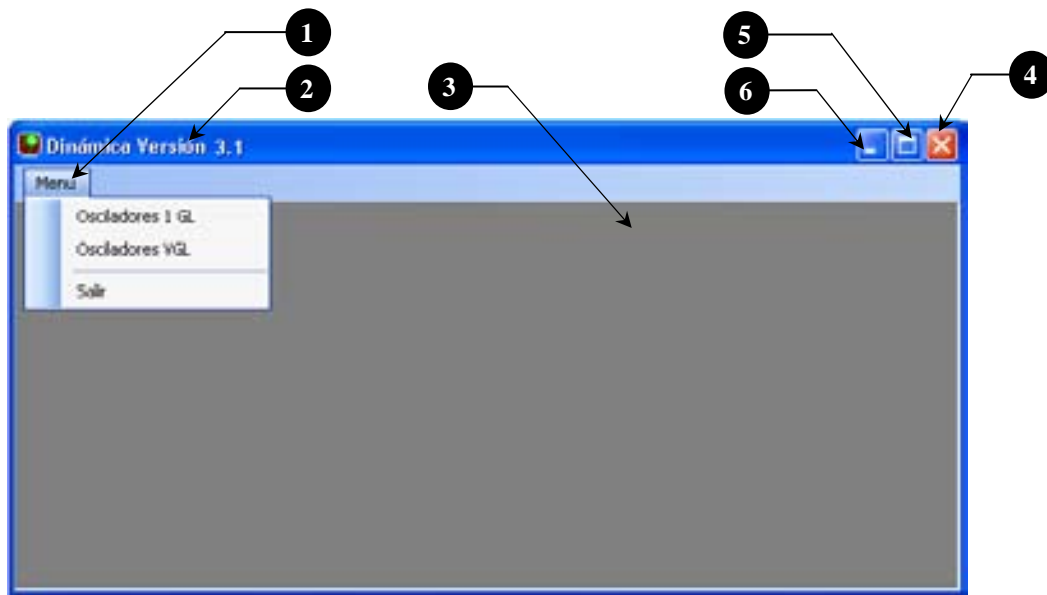 1
5
2
3
6
4
Dinámica Versión 3.1
Menu
Osciladores 1 GL
Osciladores VGL
Salir